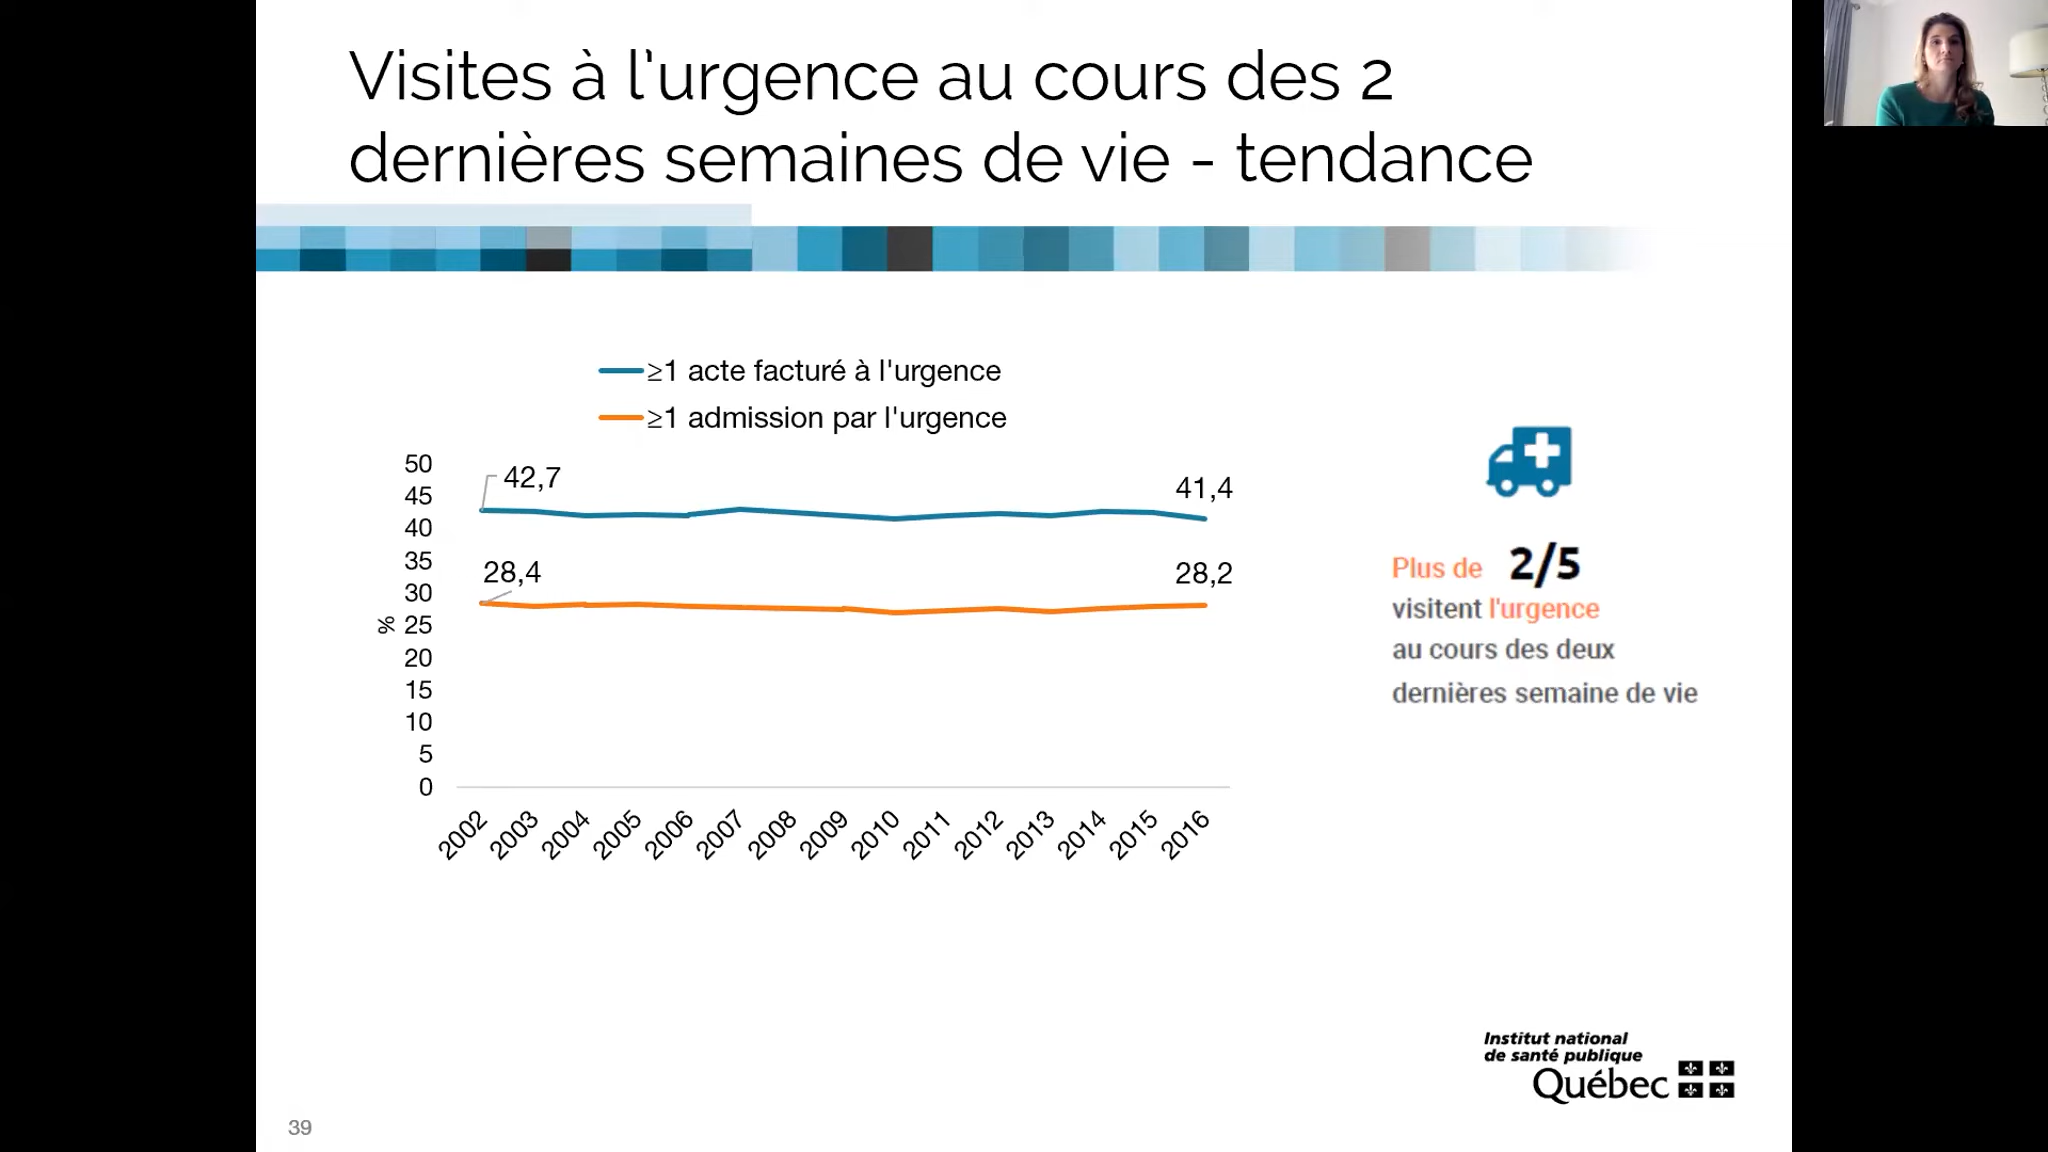 Visites à l'urgence au cours des 2
dernières semaines de vie - tendance
≥1 acte facturé à l'urgence
≥1 admission par l'urgence
50
45
40
35
30
25
20
15
10
5
0
%
42,7
41,4
28,4
28,2
2002
2003
2004
2005
2006
2007
2008
2009
2010
2011
2012
2013
2014
2015
2016
Plus de 2/5
visitent l'urgence
au cours des deux
dernières semaine de vie
Institut national
de santé publique
Québec
39